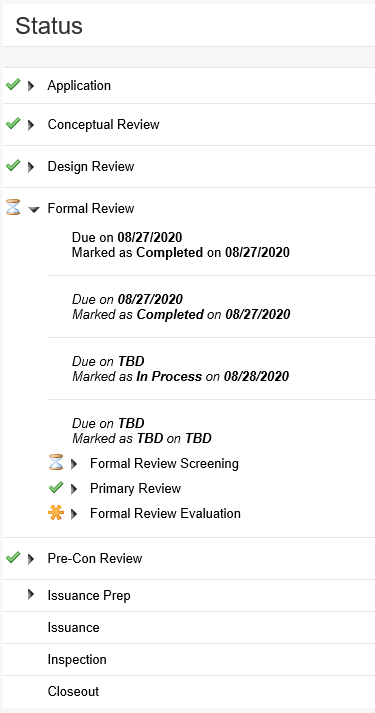 Status
Application
Conceptual Review
Design Review
Formal Review
Due on 08/27/2020
Marked as Completed on 08/27/2020
Due on 08/27/2020
Marked as Completed on 08/27/2020
Due on TBD
Marked as In Process on 08/28/2020
Due on TBD
Marked as TBD on TBD
Formal Review Screening
Primary Review
Formal Review Evaluation
Pre-Con Review
Issuance Prep
Issuance
Inspection
Closeout